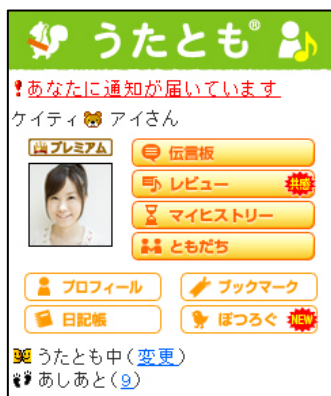 うたとも®
あなたに通知が届いています
ケイティ アイさん
プレミアム
伝言板
レビュー 共感
マイヒストリー
ともだち
プロフィール ブックマーク
日記帳 ぽつろぐ NEW
うたとも中(変更)
あしあと(9)